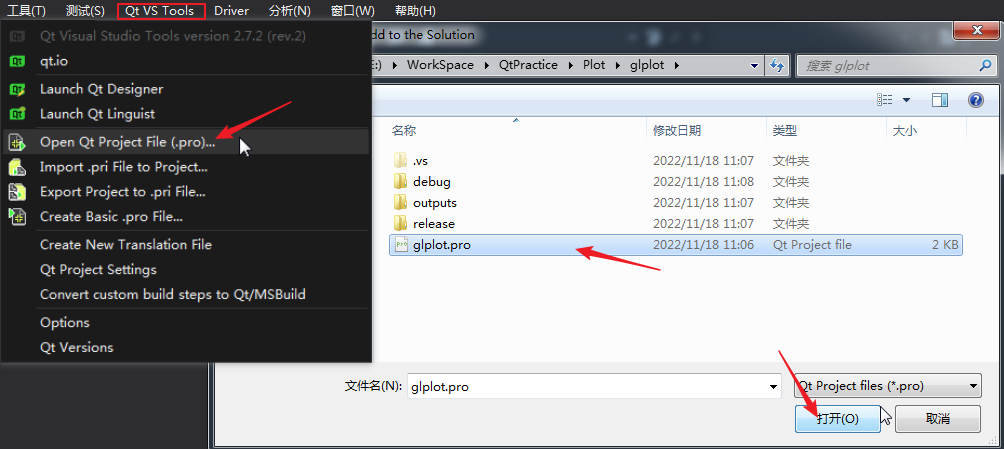 工具(T) 测试(S) Qt VS Tools Driver 分析(N) 窗口(W) 帮助(H)
Qt Visual Studio Tools version 2.7.2 (rev.2)
qt.io
Launch Qt Designer
Launch Qt Linguist
Open Qt Project File (.pro)...
Import .pri File to Project...
Export Project to .pri File...
Create Basic .pro File...
Create New Translation File
Qt Project Settings
Convert custom build steps to Qt/MSBuild
Options
Qt Versions
dd to the Solution
E:) WorkSpace QtPractice Plot glplot 搜索 glplot
名称 修改日期 类型 大小
.vs 2022/11/18 11:07 文件夹
debug 2022/11/18 11:08 文件夹
outputs 2022/11/18 11:07 文件夹
release 2022/11/18 11:07 文件夹
glplot.pro 2022/11/18 11:06 Qt Project file 2 KB
文件名(N): glplot.pro Qt Project files (*.pro)
打开(O) 取消